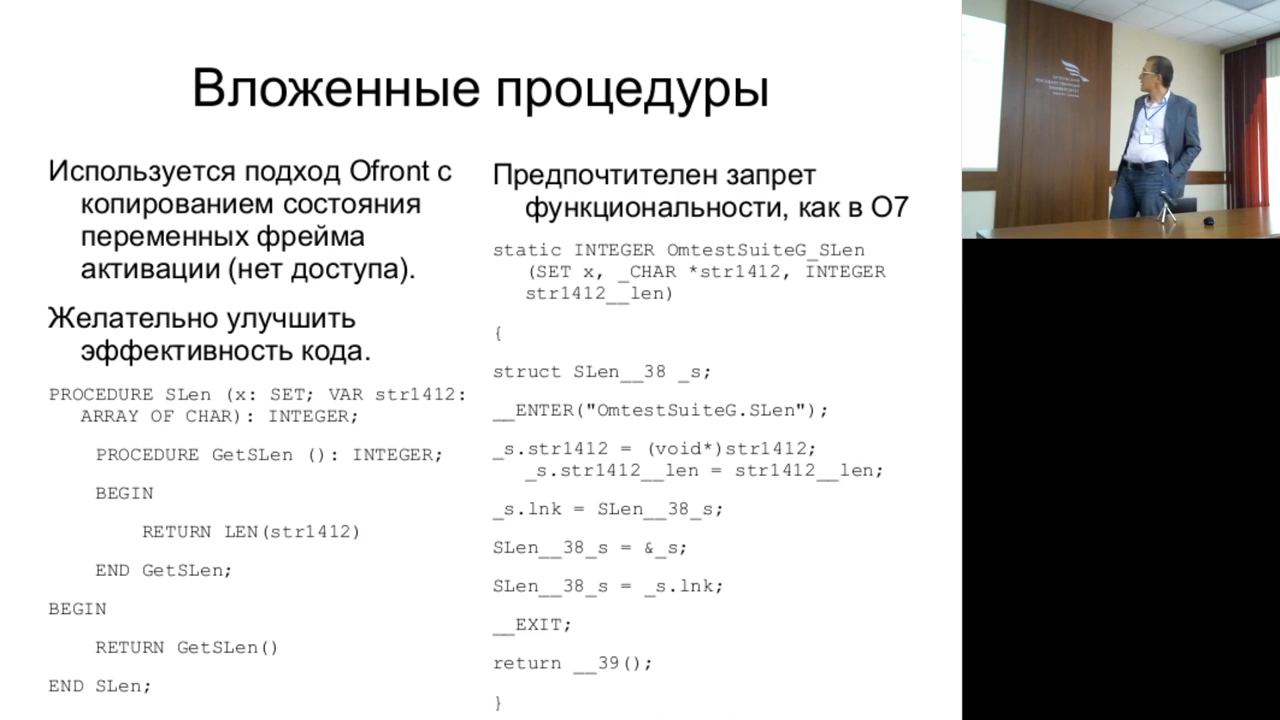 Вложенные процедуры
Используется подход Ofront с
копированием состояния
переменных фрейма
активации (нет доступа).
Желательно улучшить
эффективность кода.
PROCEDURE SLen (x: SET; VAR str1412:
ARRAY OF CHAR): INTEGER;
PROCEDURE GetSLen (): INTEGER;
BEGIN
RETURN LEN(str1412)
END GetSLen;
BEGIN
RETURN GetSLen()
END SLen;
Предпочтителен запрет
функциональности, как в О7
static INTEGER OmtestSuiteG_SLen
(SET x, _CHAR *str1412, INTEGER
str1412__len)
{
struct SLen__38 _s;
__ENTER("OmtestSuiteG.SLen");
_s.str1412 = (void*)str1412;
_s.str1412__len = str1412__len;
_s.lnk = SLen__38_s;
SLen__38_s = &_s;
SLen__38_s = _s.lnk;
__EXIT;
return __39();
}